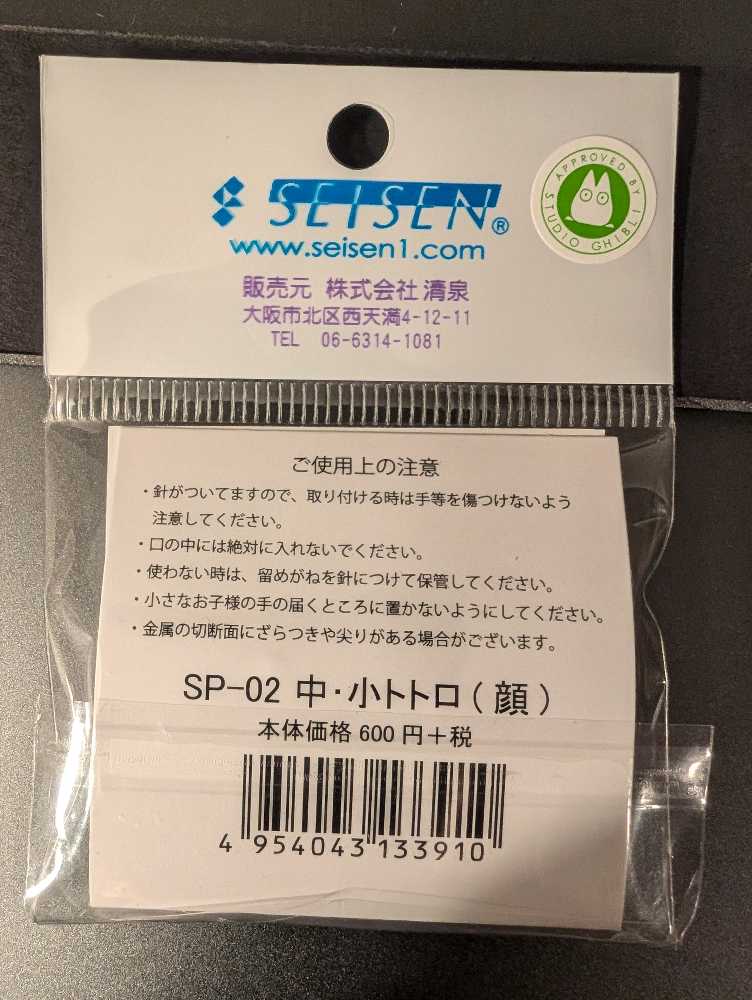 SEISEN®
www.seisen1.com
APPROVED BY
STUDIO GHIBLI
販売元 株式会社 清泉
大阪市北区西天満4-12-11
TEL 06-6314-1081
ご使用上の注意
・針がついてますので、取り付ける時は手等を傷つけないよう
注意してください。
・口の中には絶対に入れないでください。
・使わない時は、留めがねを針につけて保管してください。
・小さなお子様の手の届くところに置かないようにしてください。
・金属の切断面にざらつきや尖りがある場合がございます。
SP-02 中・小トトロ(顔)
本体価格 600 円+税
4 954043 133910